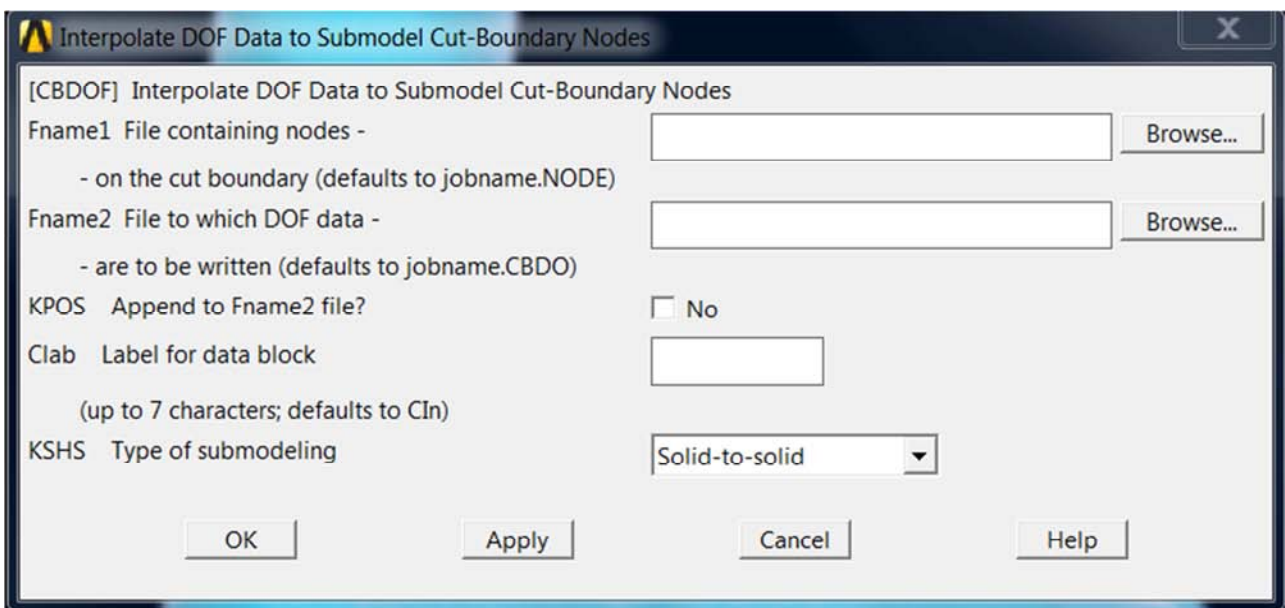 Interpolate DOF Data to Submodel Cut-Boundary Nodes
X
[CBDOF] Interpolate DOF Data to Submodel Cut-Boundary Nodes
Fname1 File containing nodes -
Browse...
- on the cut boundary (defaults to jobname.NODE)
Fname2 File to which DOF data -
Browse...
- are to be written (defaults to jobname.CBDO)
KPOS Append to Fname2 file?
No
Clab Label for data block
(up to 7 characters; defaults to CIn)
KSHS Type of submodeling
Solid-to-solid
OK Apply Cancel Help